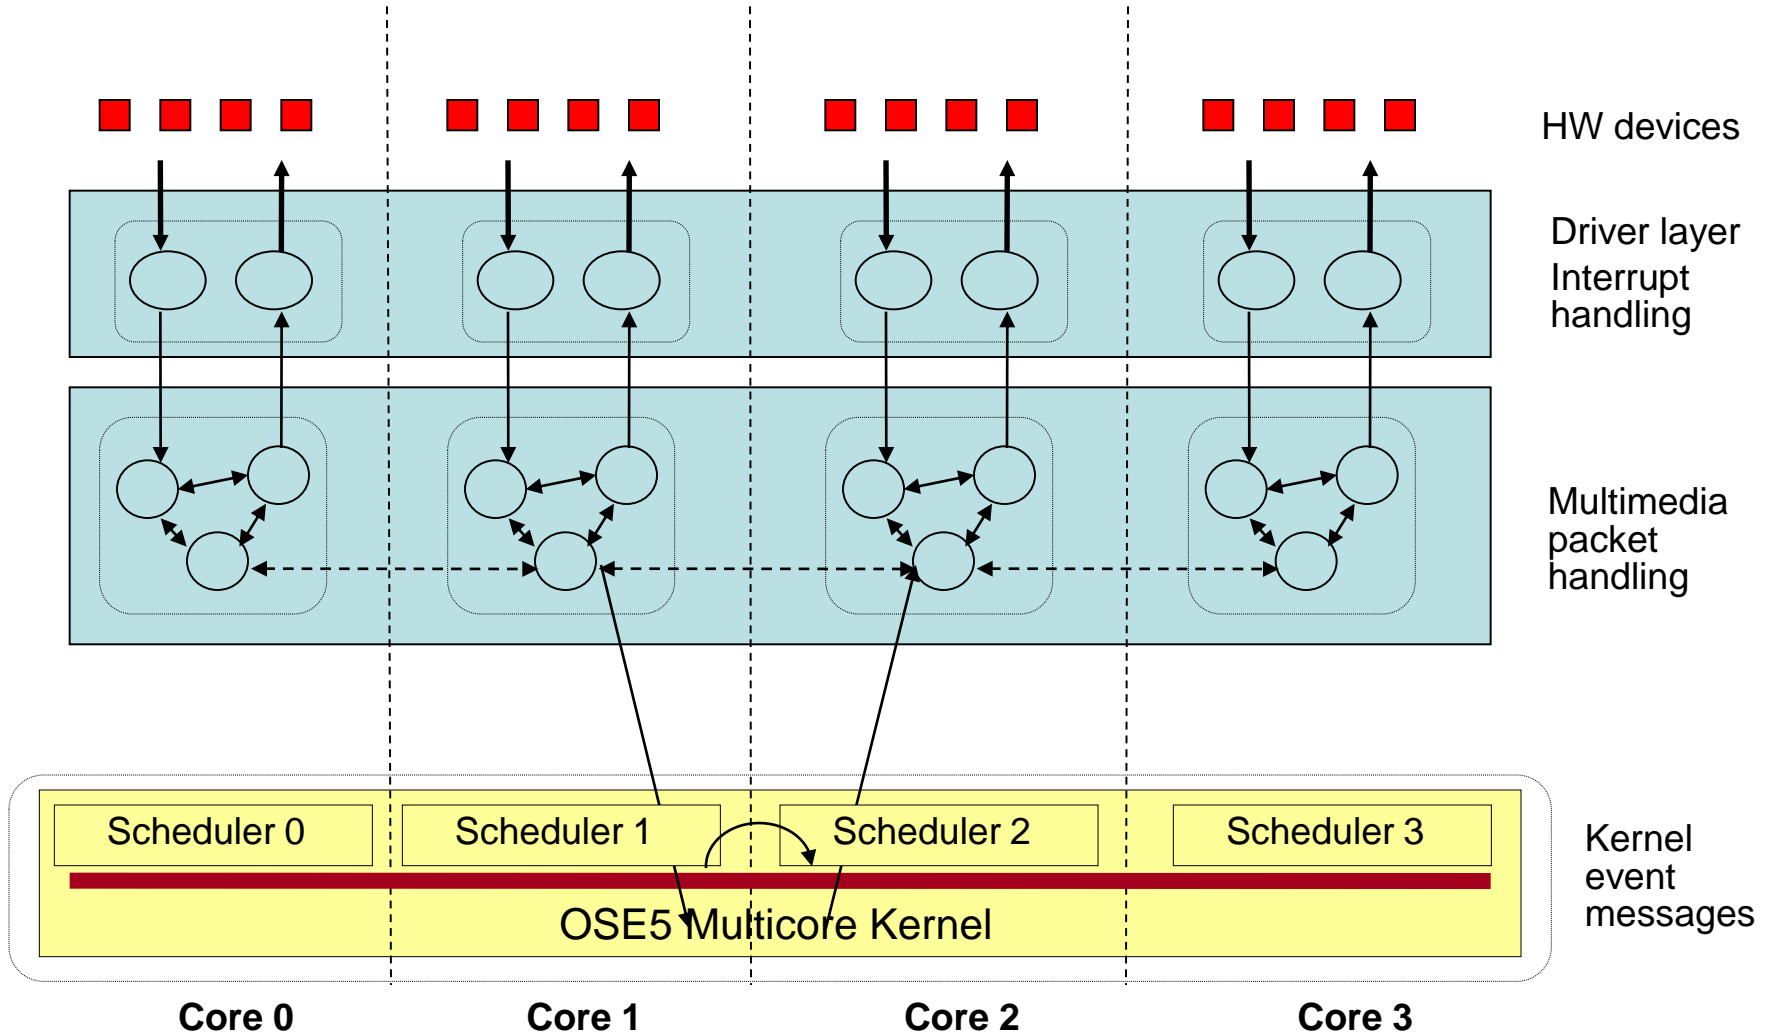 HW devices
Driver layer
Interrupt
handling
Multimedia
packet
handling
Scheduler 0
Scheduler 1
Scheduler 2
Scheduler 3
Kernel
event
messages
OSE5 Multicore Kernel
Core 0
Core 1
Core 2
Core 3